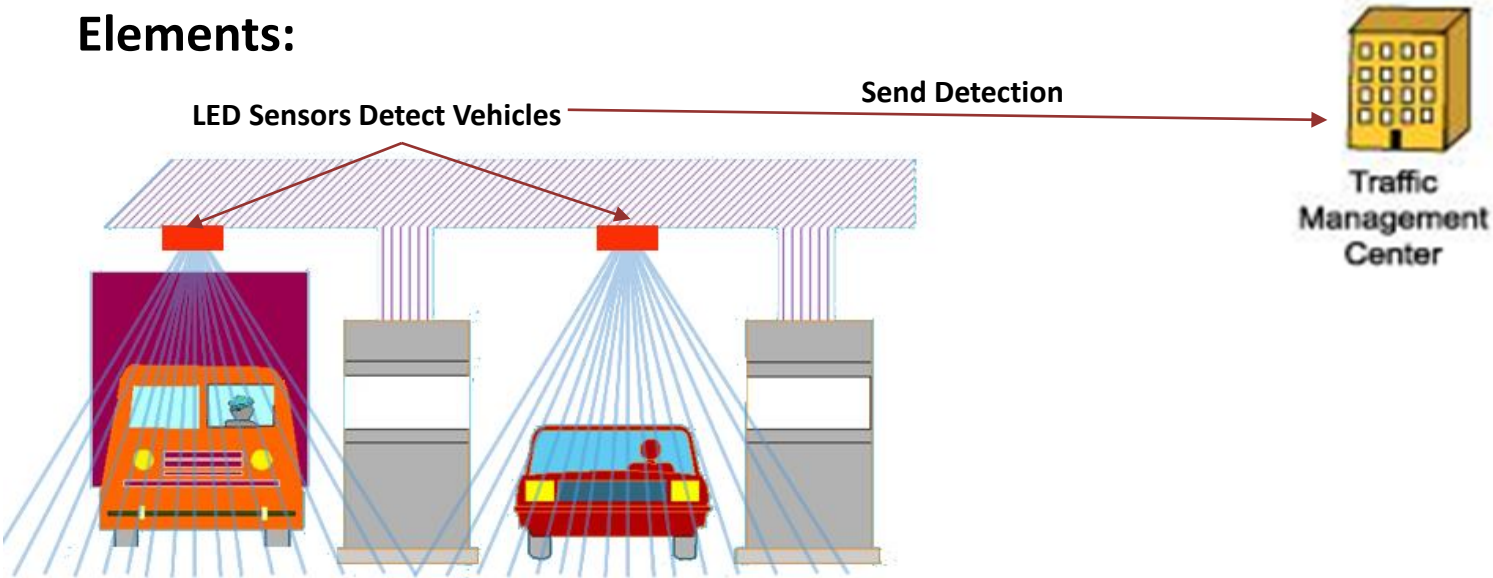 Elements:
Send Detection
LED Sensors Detect Vehicles
Traffic
Management
Center